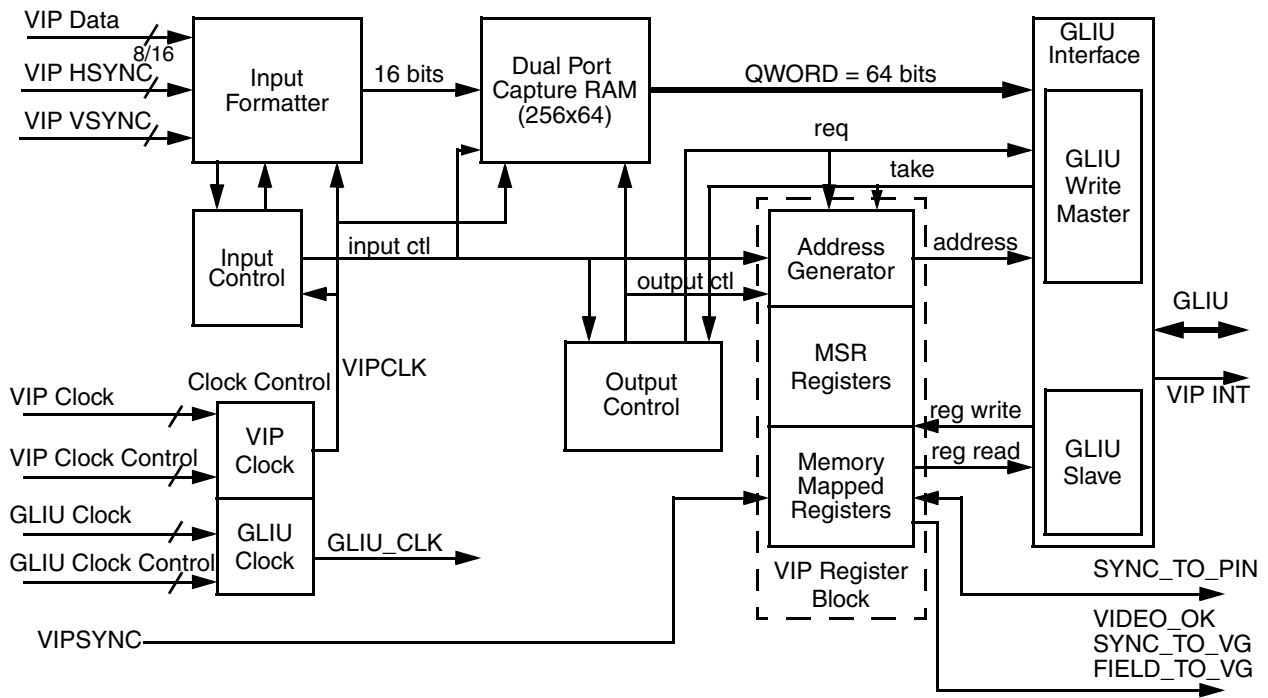 VIP Data
8/16
VIP HSYNC
VIP VSYNC
Input
Formatter
16 bits
Dual Port
Capture RAM
(256x64)
QWORD = 64 bits
GLIU
Interface
req
take
GLIU
Write
Master
Input
Control
input ctl
output ctl
Address
Generator
address
MSR
Registers
Output
Control
VIPCLK
Clock Control
VIP Clock
VIP Clock Control
VIP
Clock
GLIU Clock
GLIU Clock Control
GLIU
Clock
GLIU_CLK
reg write
reg read
Memory
Mapped
Registers
GLIU
Slave
GLIU
VIP INT
VIP Register
Block
VIPSYNC
SYNC_TO_PIN
VIDEO_OK
SYNC_TO_VG
FIELD_TO_VG